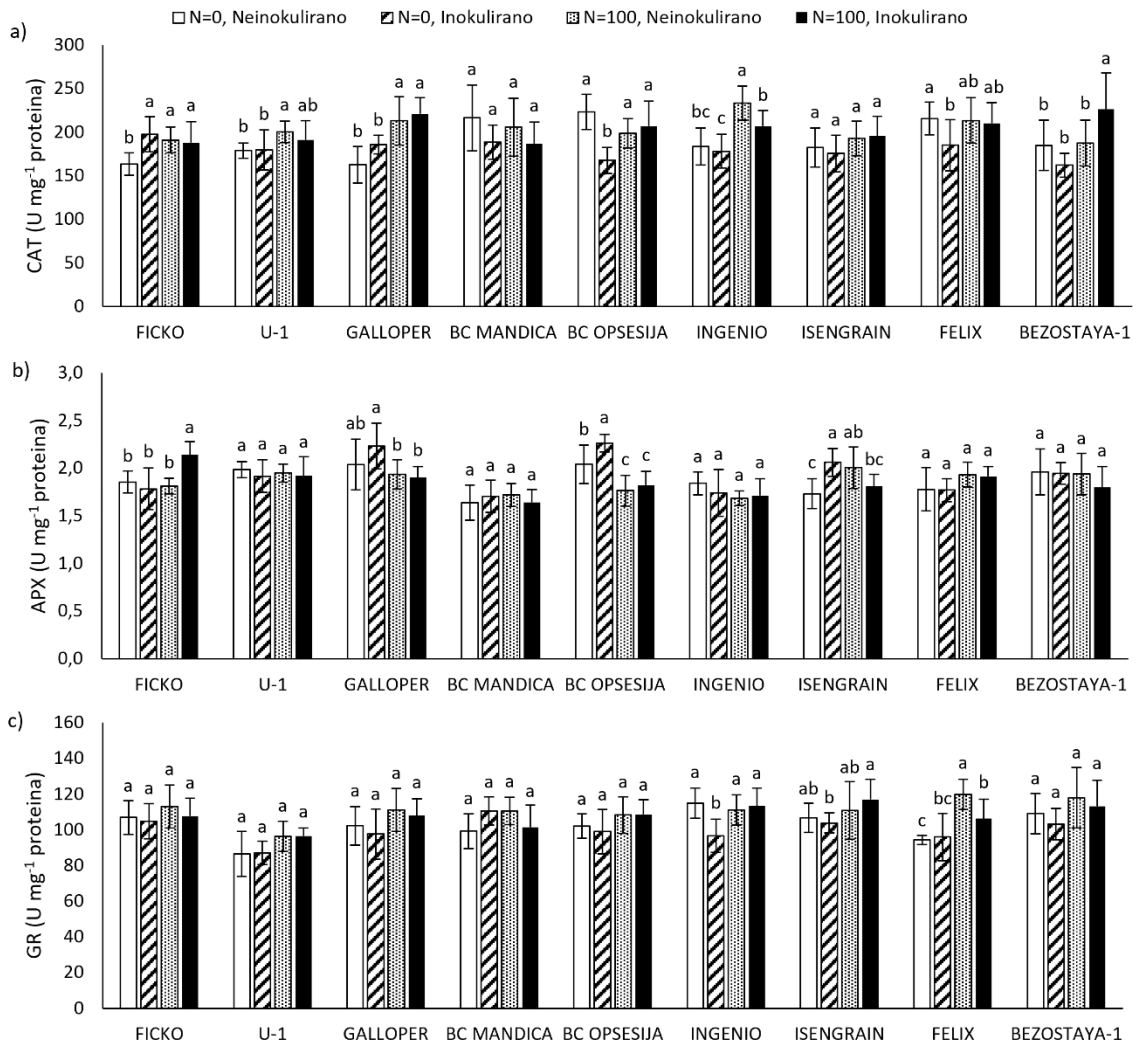 N=0, Neinokulirano N=0, Inokulirano N=100, Neinokulirano N=100, Inokulirano
a)
CAT (U mg⁻¹ proteina)
300
250
200
150
100
50
0
b a a a
b b a ab
b b a a
a a a a
a b a a
bc c a b
a a a a
a b ab ab
b b b a
FICKO U-1 GALLOPER BC MANDICA BC OPSESIJA INGENIO ISENGRAIN FELIX BEZOSTAYA-1
b)
APX (U mg⁻¹ proteina)
3,0
2,5
2,0
1,5
1,0
0,5
0,0
b b b a
a a a a
ab a b b
a a a a
b a c c
a a a a
c a ab bc
a a a a
a a a a
FICKO U-1 GALLOPER BC MANDICA BC OPSESIJA INGENIO ISENGRAIN FELIX BEZOSTAYA-1
c)
GR (U mg⁻¹ proteina)
160
140
120
100
80
60
40
20
0
a a a a
a a a a
a a a a
a a a a
a a a a
a b a a
ab b ab a
c bc a b
a a a a
FICKO U-1 GALLOPER BC MANDICA BC OPSESIJA INGENIO ISENGRAIN FELIX BEZOSTAYA-1